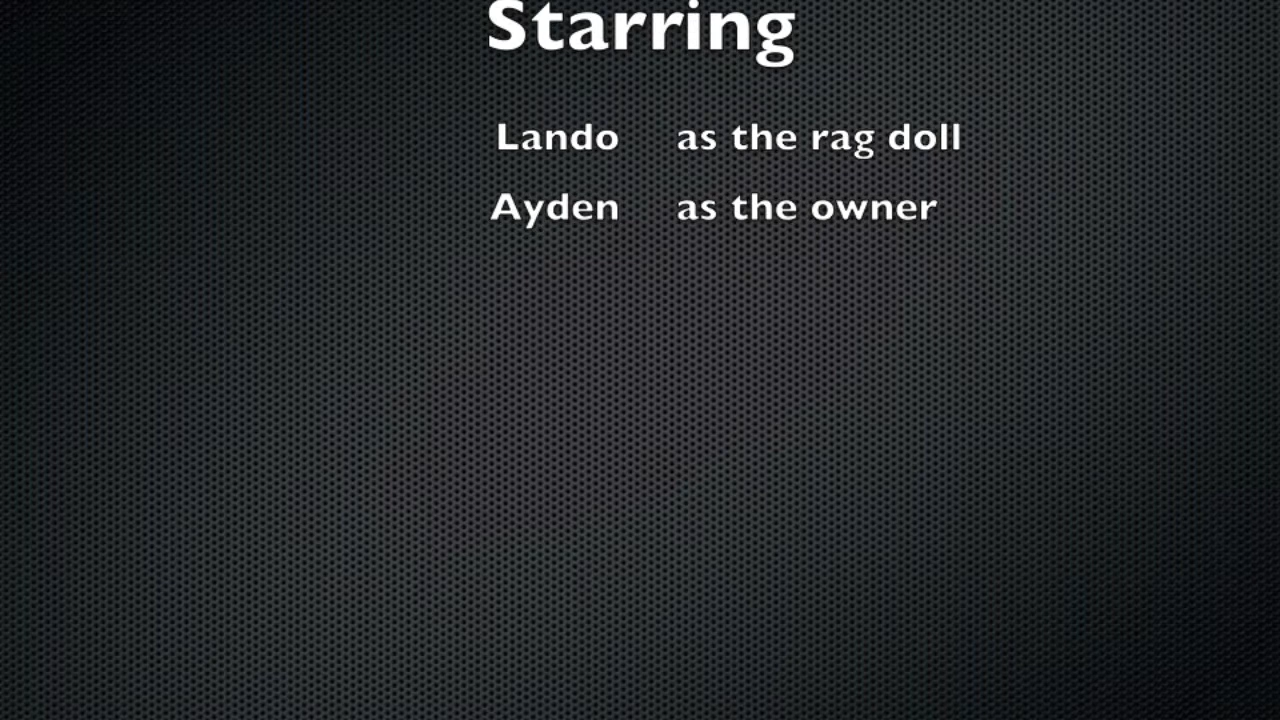 Starring
Lando as the rag doll
Ayden as the owner